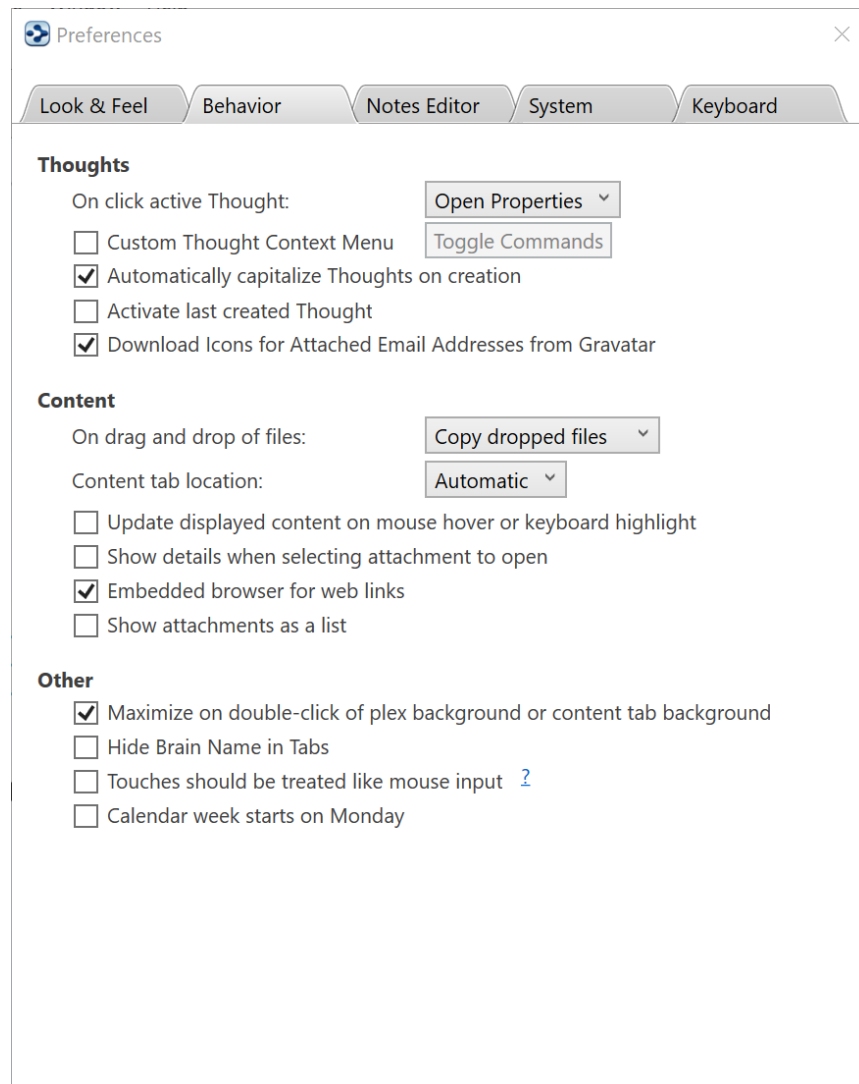 Preferences
Look & Feel Behavior Notes Editor System Keyboard
Thoughts
On click active Thought: Open Properties
Custom Thought Context Menu Toggle Commands
Automatically capitalize Thoughts on creation
Activate last created Thought
Download Icons for Attached Email Addresses from Gravatar
Content
On drag and drop of files: Copy dropped files
Content tab location: Automatic
Update displayed content on mouse hover or keyboard highlight
Show details when selecting attachment to open
Embedded browser for web links
Show attachments as a list
Other
Maximize on double-click of plex background or content tab background
Hide Brain Name in Tabs
Touches should be treated like mouse input ?
Calendar week starts on Monday